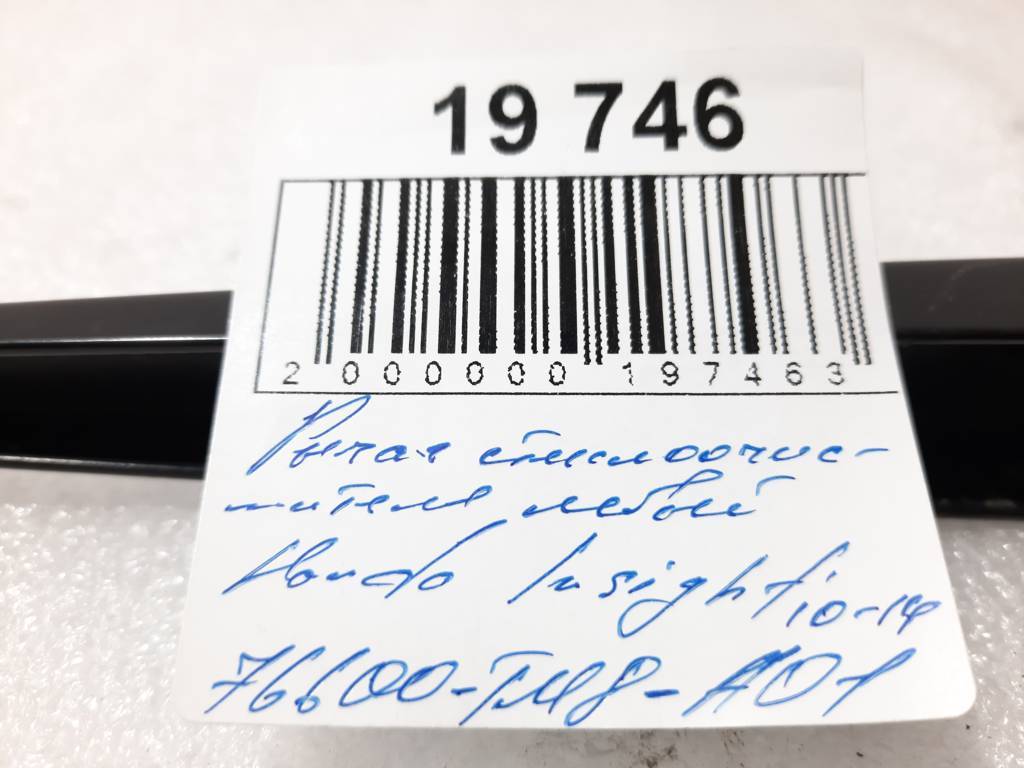 19 746
2 000000 197463
Рычаг стеклоочис-
тителя левый
Honda Insight 10-14
76600-TM8-A01